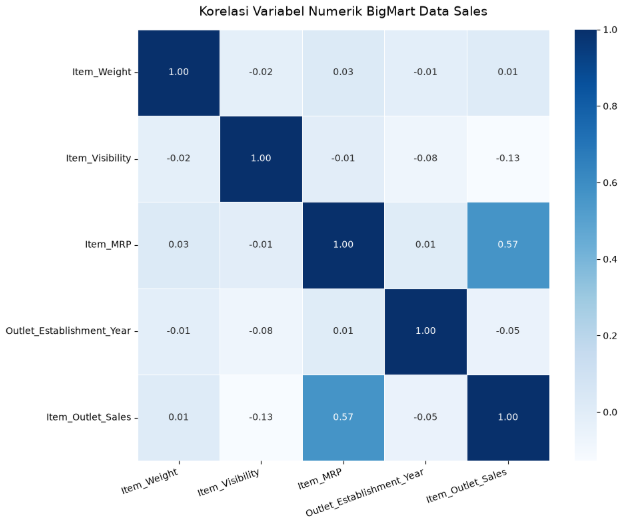 Korelasi Variabel Numerik BigMart Data Sales
Item_Weight 1.00 -0.02 0.03 -0.01 0.01
Item_Visibility -0.02 1.00 -0.01 -0.08 -0.13
Item_MRP 0.03 -0.01 1.00 0.01 0.57
Outlet_Establishment_Year -0.01 -0.08 0.01 1.00 -0.05
Item_Outlet_Sales 0.01 -0.13 0.57 -0.05 1.00
Item_Weight Item_Visibility Item_MRP Outlet_Establishment_Year Item_Outlet_Sales
1.0
0.8
0.6
0.4
0.2
0.0